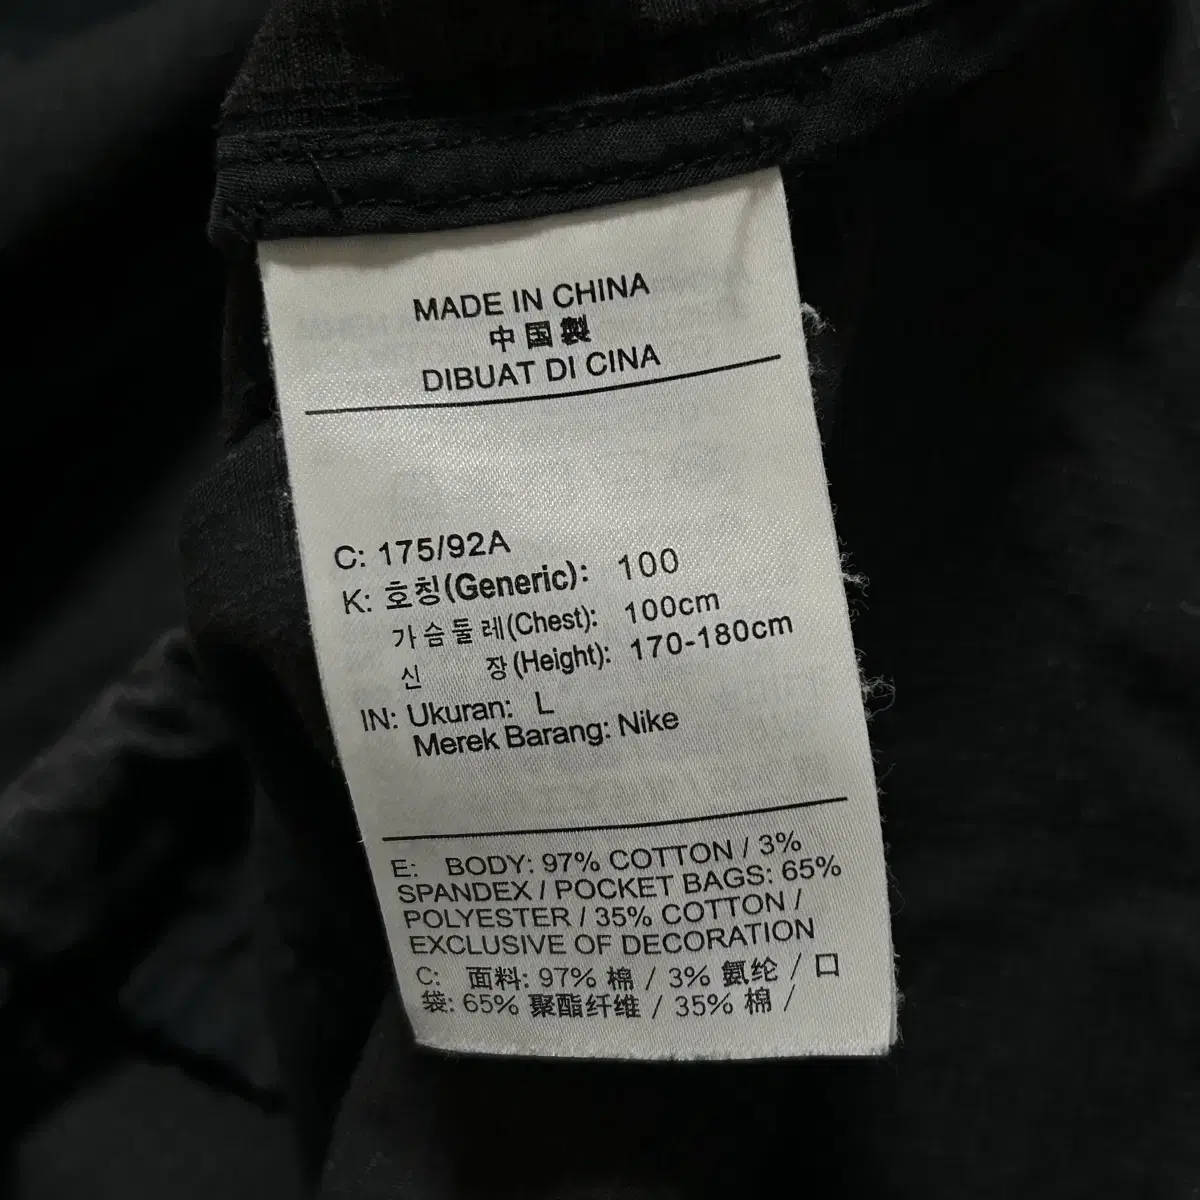 MADE IN CHINA
中国製
DIBUAT DI CINA
C: 175/92A
K: 호칭(Generic): 100
가슴둘레(Chest): 100cm
신 장(Height): 170-180cm
IN: Ukuran: L
Merek Barang: Nike
E: BODY: 97% COTTON / 3%
SPANDEX / POCKET BAGS: 65%
POLYESTER / 35% COTTON /
EXCLUSIVE OF DECORATION
C: 面料: 97% 棉 / 3% 氨纶 / 口
袋: 65% 聚酯纤维 / 35% 棉 /